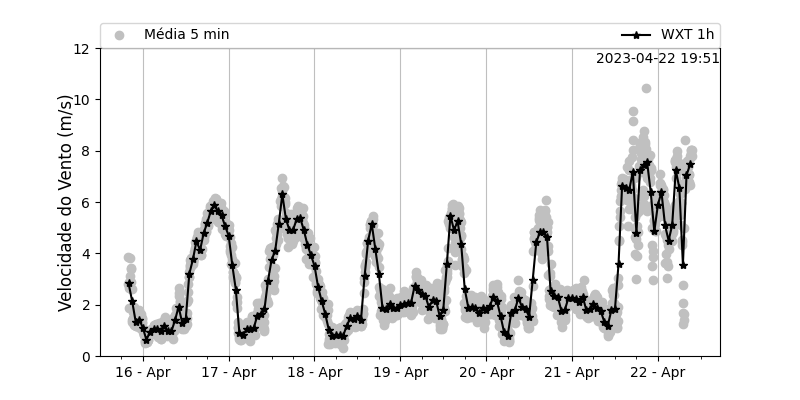 Média 5 min
WXT 1h
2023-04-22 19:51
Velocidade do Vento (m/s)
12
10
8
6
4
2
0
16 - Apr
17 - Apr
18 - Apr
19 - Apr
20 - Apr
21 - Apr
22 - Apr